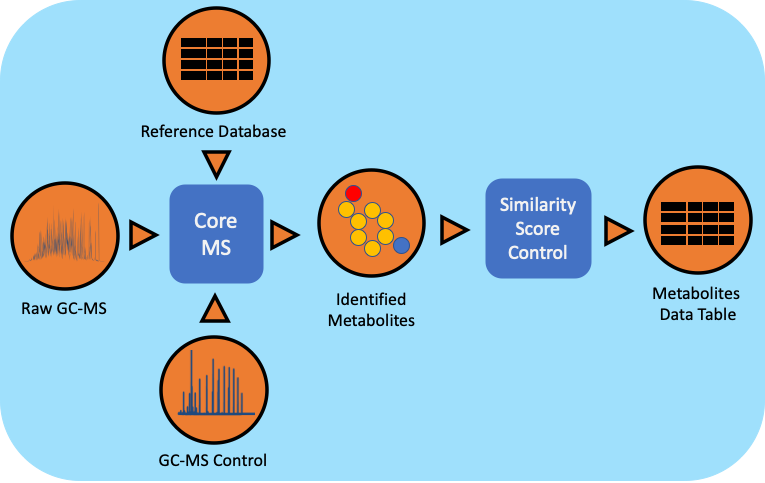 Reference Database
Core
MS
Raw GC-MS
GC-MS Control
Identified
Metabolites
Similarity
Score
Control
Metabolites
Data Table